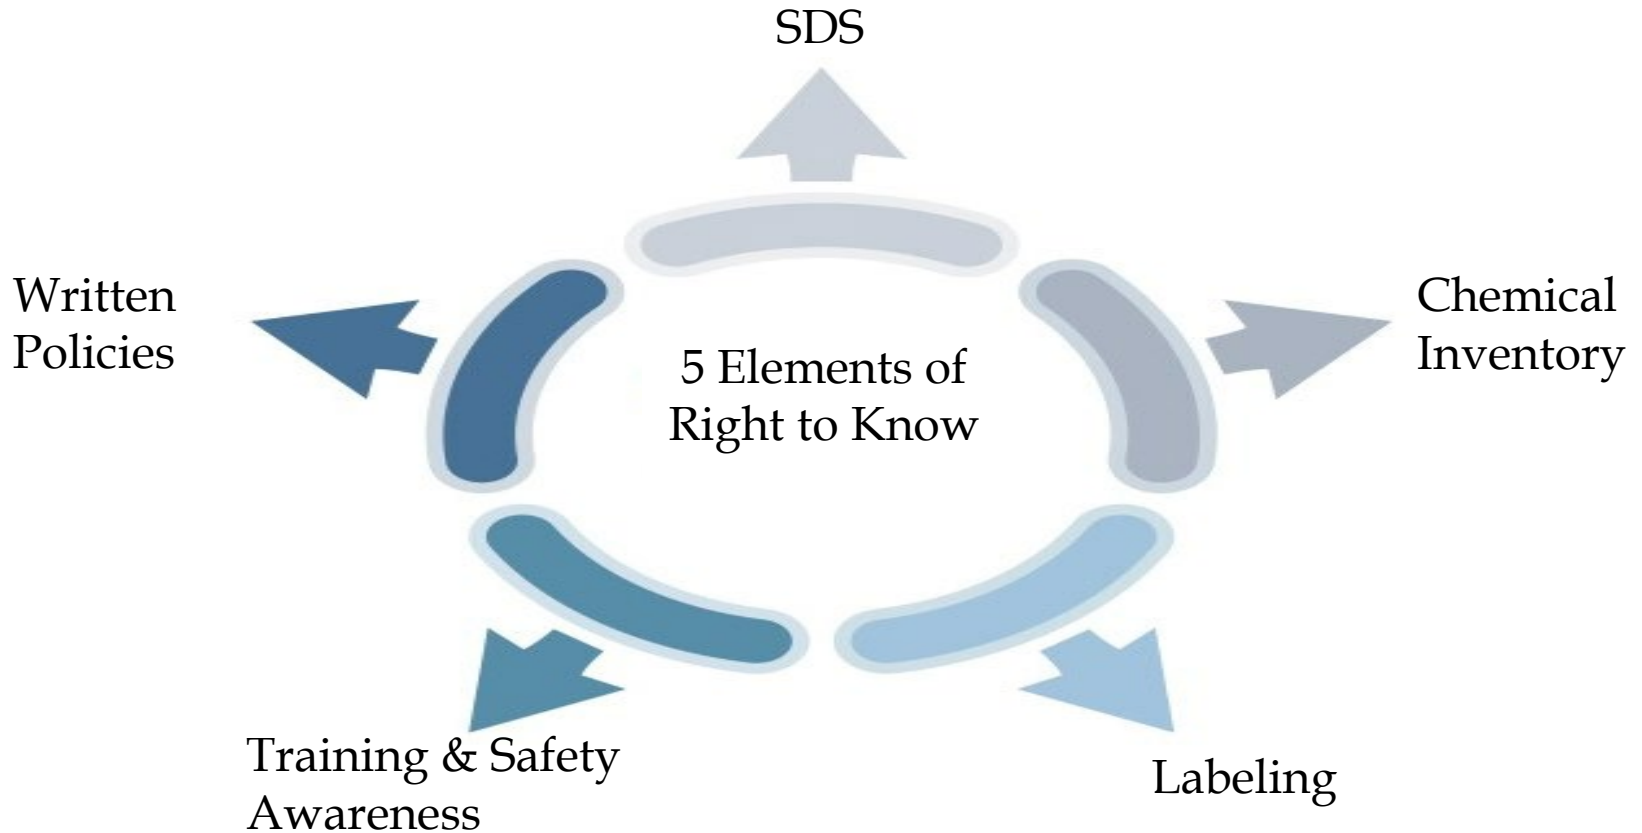 SDS
Written
Policies
Chemical
Inventory
5 Elements of
Right to Know
Training & Safety
Awareness
Labeling